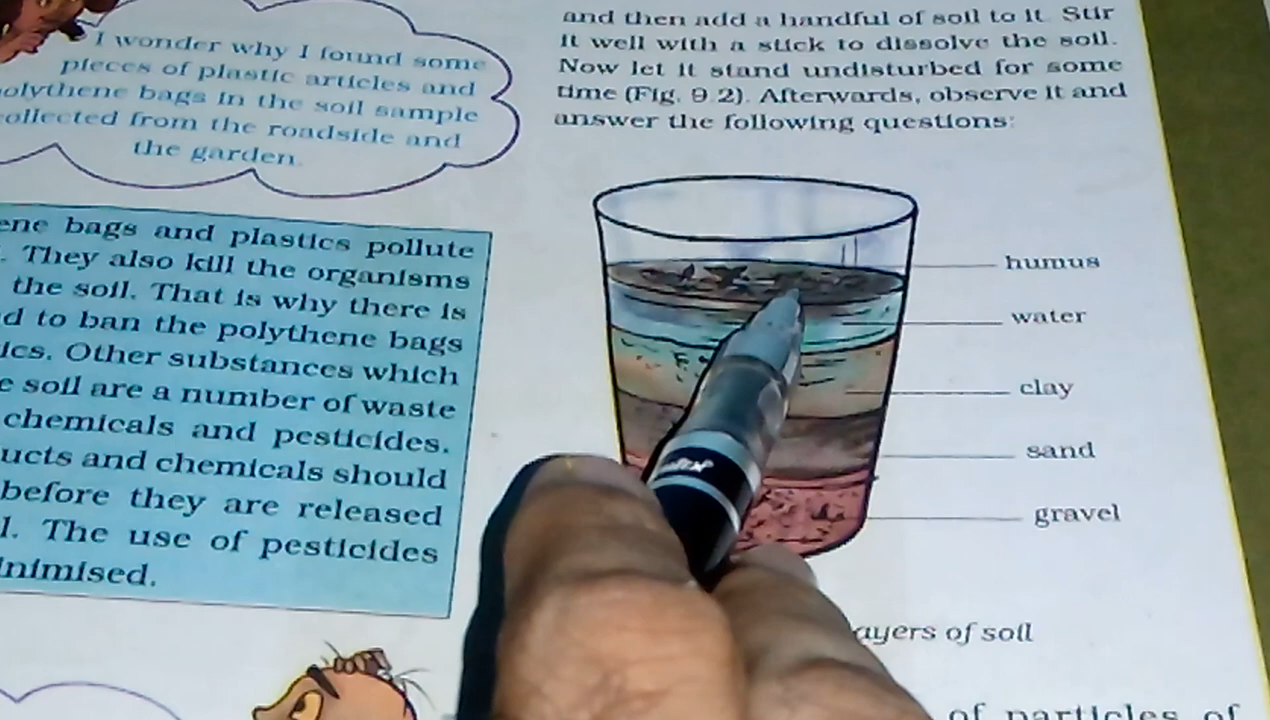 I wonder why I found some
pieces of plastic articles and
polythene bags in the soil sample
collected from the roadside and
the garden.
ene bags and plastics pollute
. They also kill the organisms
the soil. That is why there is
d to ban the polythene bags
ics. Other substances which
e soil are a number of waste
chemicals and pesticides.
ucts and chemicals should
before they are released
l. The use of pesticides
inimised.
and then add a handful of soil to it. Stir
it well with a stick to dissolve the soil.
Now let it stand undisturbed for some
time (Fig. 9.2). Afterwards, observe it and
answer the following questions:
humus
water
clay
sand
gravel
ayers of soil
of particles of